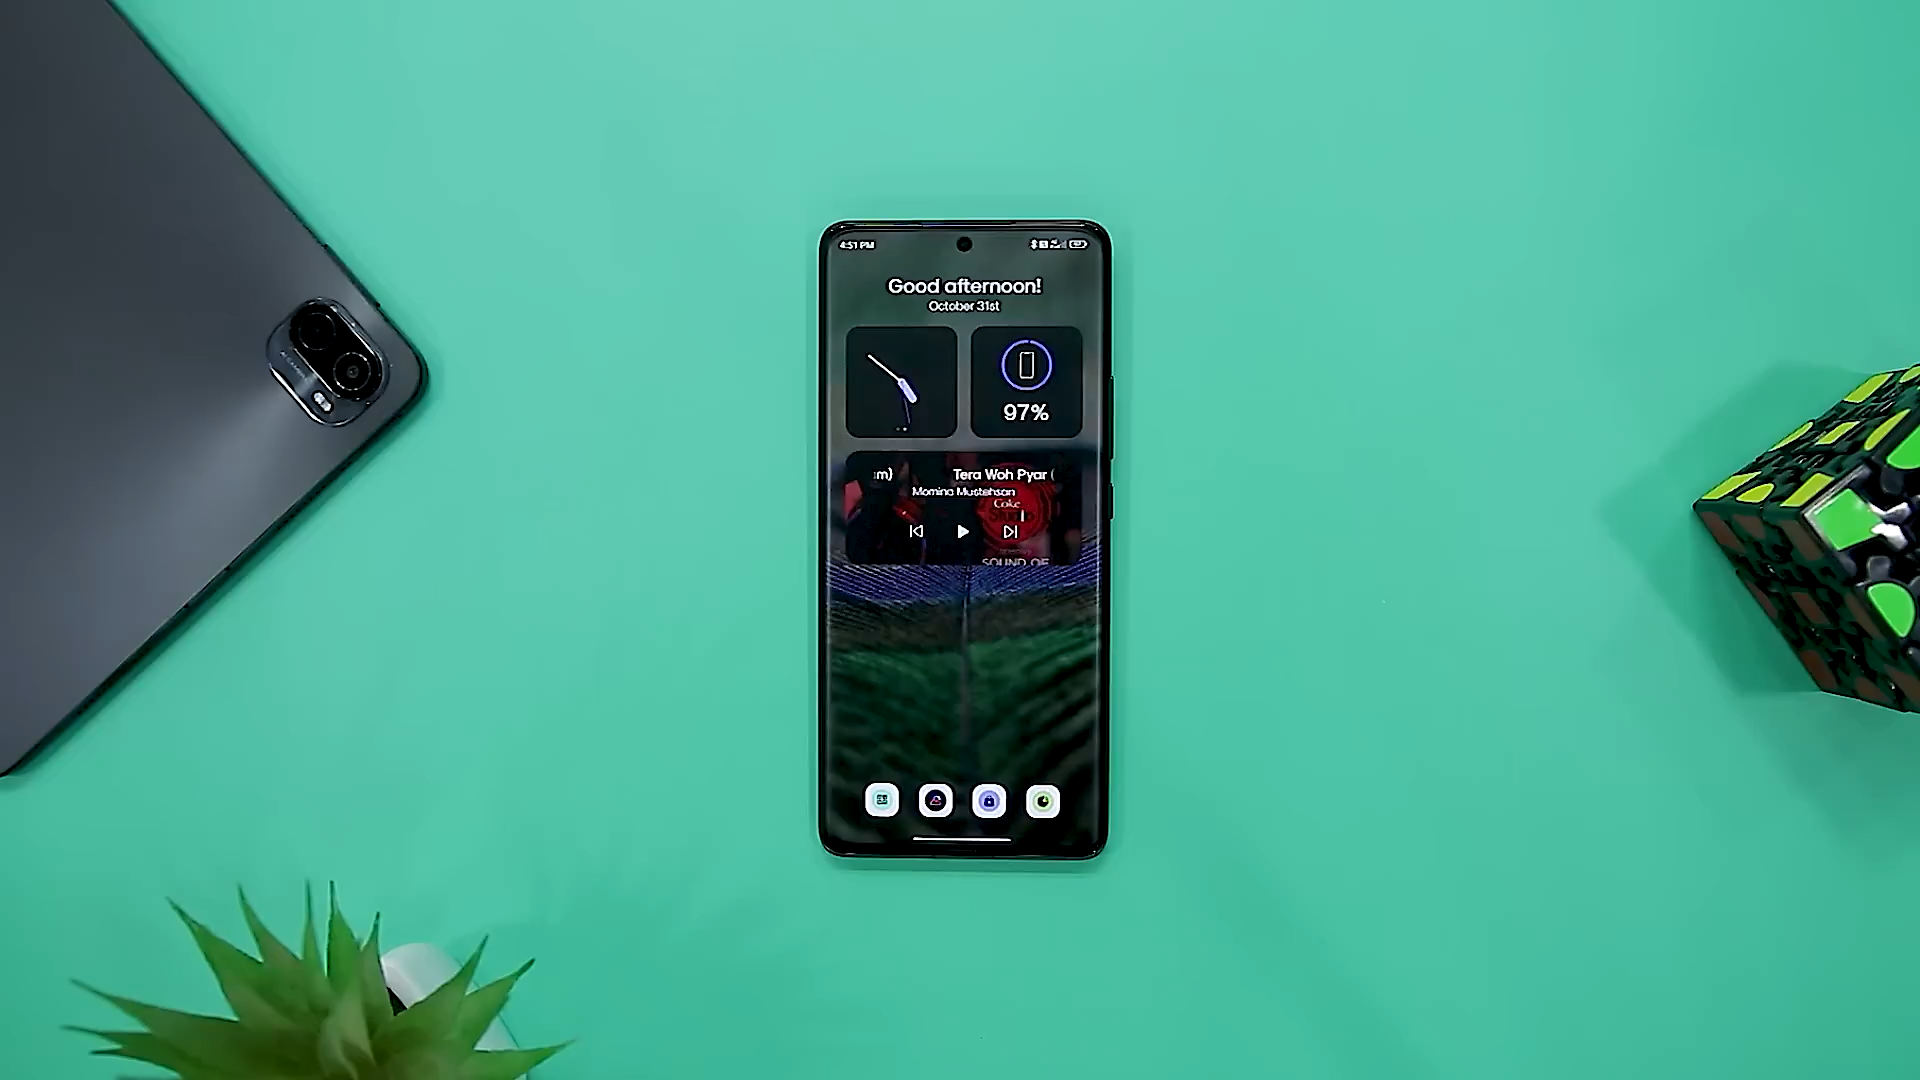 4:51 PM
Good afternoon!
October 31st
97%
:m) Tera Woh Pyar (
Momina Mustehsan
Coke
SOUND OF